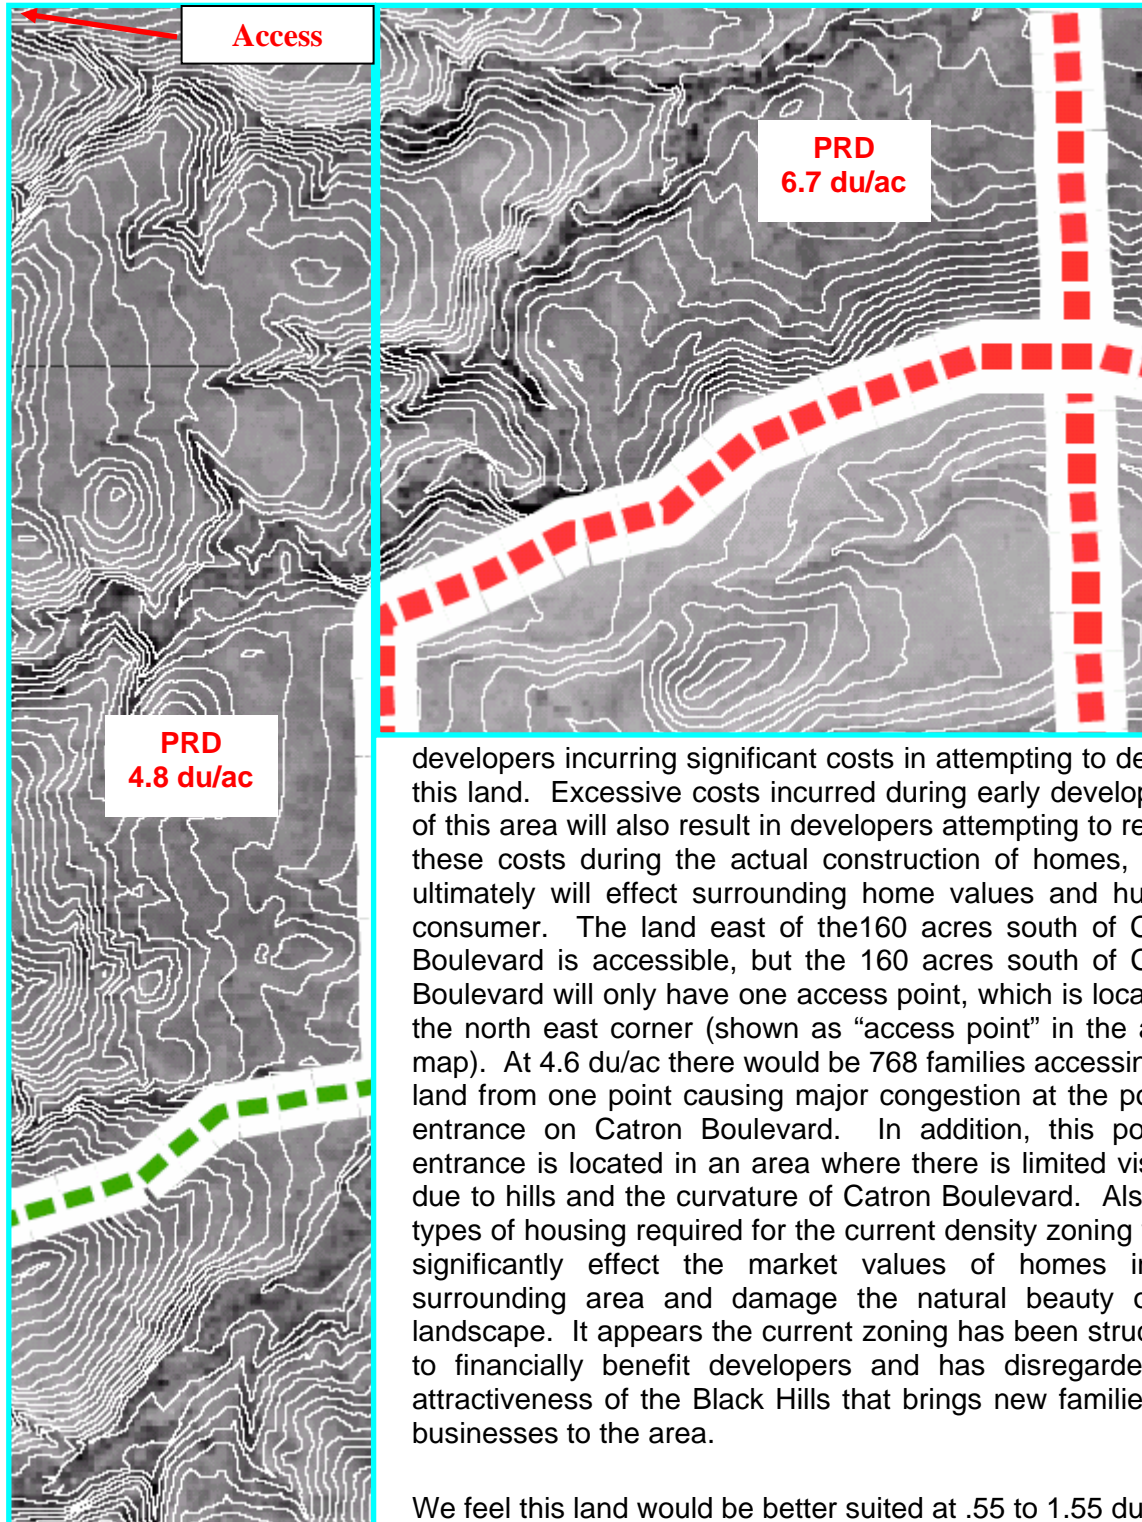 Access
PRD
6.7 du/ac
PRD
4.8 du/ac
developers incurring significant costs in attempting to de
this land. Excessive costs incurred during early develop
of this area will also result in developers attempting to re
these costs during the actual construction of homes,
ultimately will effect surrounding home values and hu
consumer. The land east of the160 acres south of C
Boulevard is accessible, but the 160 acres south of C
Boulevard will only have one access point, which is loca
the north east corner (shown as “access point” in the a
map). At 4.6 du/ac there would be 768 families accessin
land from one point causing major congestion at the po
entrance on Catron Boulevard. In addition, this po
entrance is located in an area where there is limited vis
due to hills and the curvature of Catron Boulevard. Als
types of housing required for the current density zoning
significantly effect the market values of homes in
surrounding area and damage the natural beauty o
landscape. It appears the current zoning has been struc
to financially benefit developers and has disregarde
attractiveness of the Black Hills that brings new familie
businesses to the area.
We feel this land would be better suited at .55 to 1.55 du